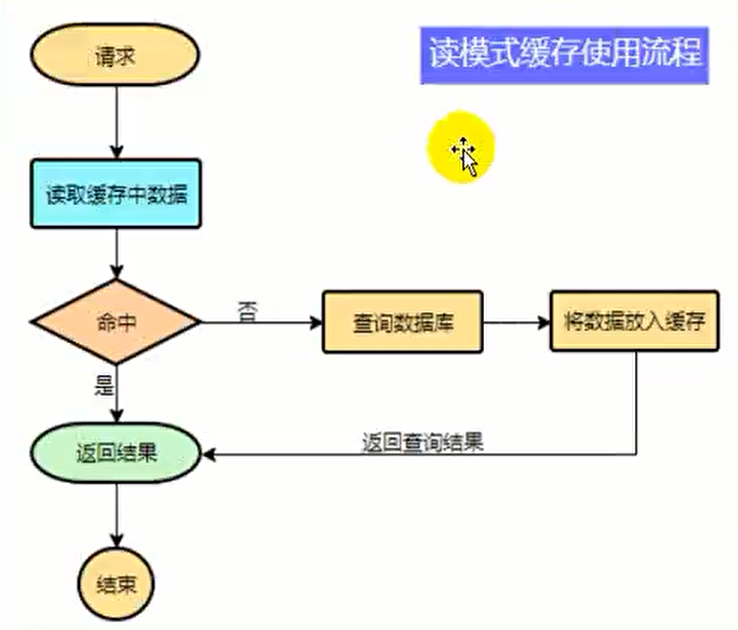 请求
读模式缓存使用流程
读取缓存中数据
命中
否
查询数据库
将数据放入缓存
是
返回查询结果
返回结果
结束